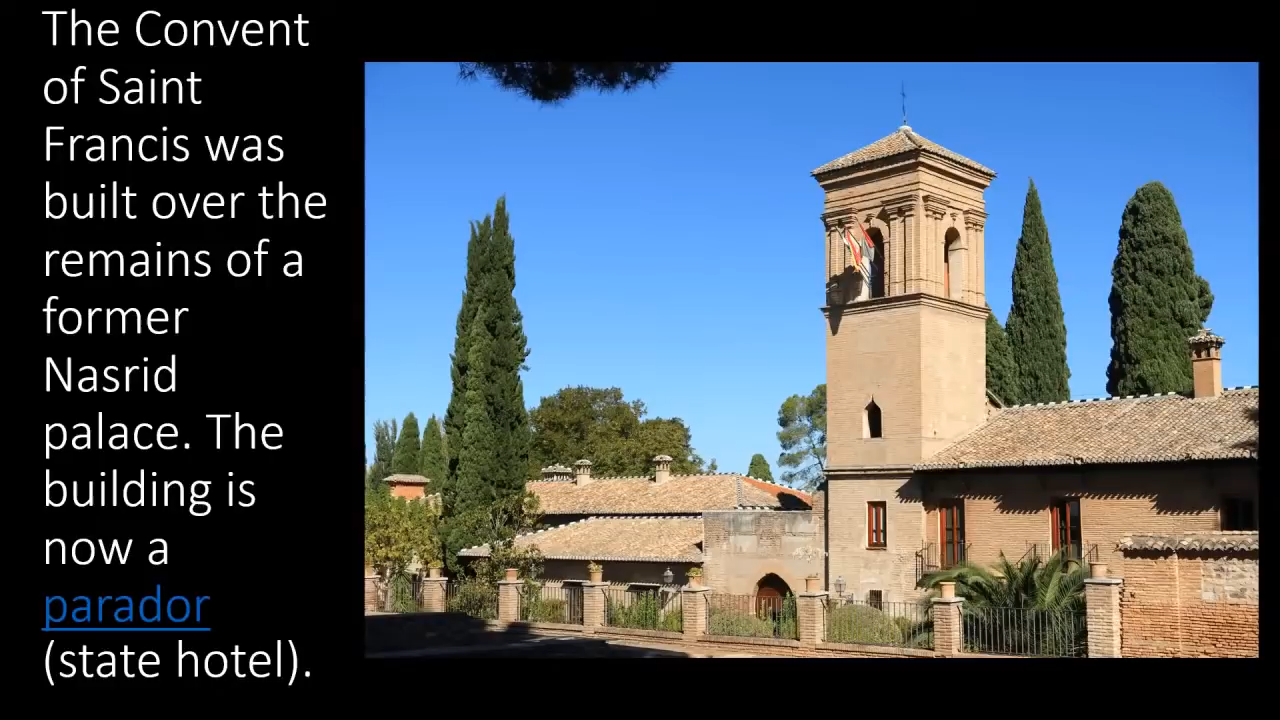 The Convent
of Saint
Francis was
built over the
remains of a
former
Nasrid
palace. The
building is
now a
parador
(state hotel).